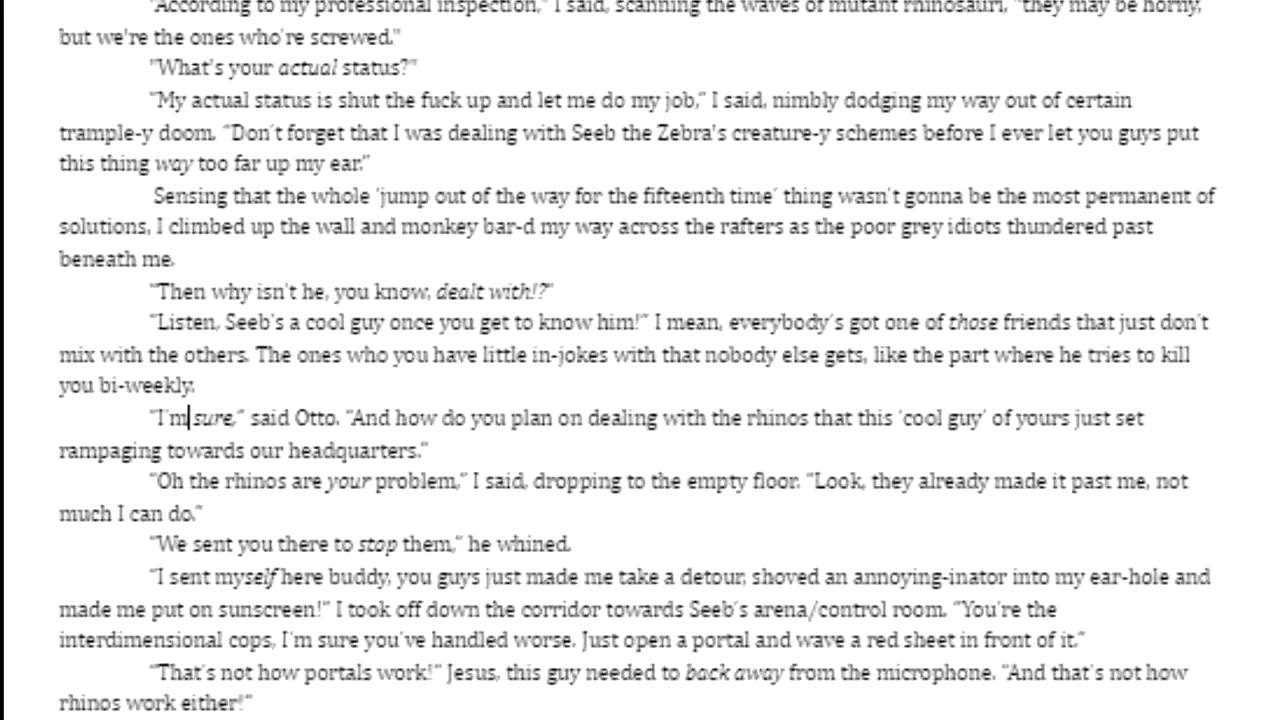 "According to my professional inspection," I said, scanning the waves of mutant rhinosauri, "they may be horny,
but we're the ones who're screwed."
"What's your actual status?"
"My actual status is shut the fuck up and let me do my job," I said, nimbly dodging my way out of certain
trample-y doom. "Don't forget that I was dealing with Seeb the Zebra's creature-y schemes before I ever let you guys put
this thing way too far up my ear."
Sensing that the whole 'jump out of the way for the fifteenth time' thing wasn't gonna be the most permanent of
solutions, I climbed up the wall and monkey bar-d my way across the rafters as the poor grey idiots thundered past
beneath me.
"Then why isn't he, you know, dealt with!?"
"Listen, Seeb's a cool guy once you get to know him!" I mean, everybody's got one of those friends that just don't
mix with the others. The ones who you have little in-jokes with that nobody else gets, like the part where he tries to kill
you bi-weekly.
"I'm sure," said Otto. "And how do you plan on dealing with the rhinos that this 'cool guy' of yours just set
rampaging towards our headquarters."
"Oh the rhinos are your problem," I said, dropping to the empty floor. "Look, they already made it past me, not
much I can do."
"We sent you there to stop them," he whined.
"I sent myself here buddy, you guys just made me take a detour, shoved an annoying-inator into my ear-hole and
made me put on sunscreen!" I took off down the corridor towards Seeb's arena/control room. "You're the
interdimensional cops, I'm sure you've handled worse. Just open a portal and wave a red sheet in front of it."
"That's not how portals work!" Jesus, this guy needed to back away from the microphone. "And that's not how
rhinos work either!"